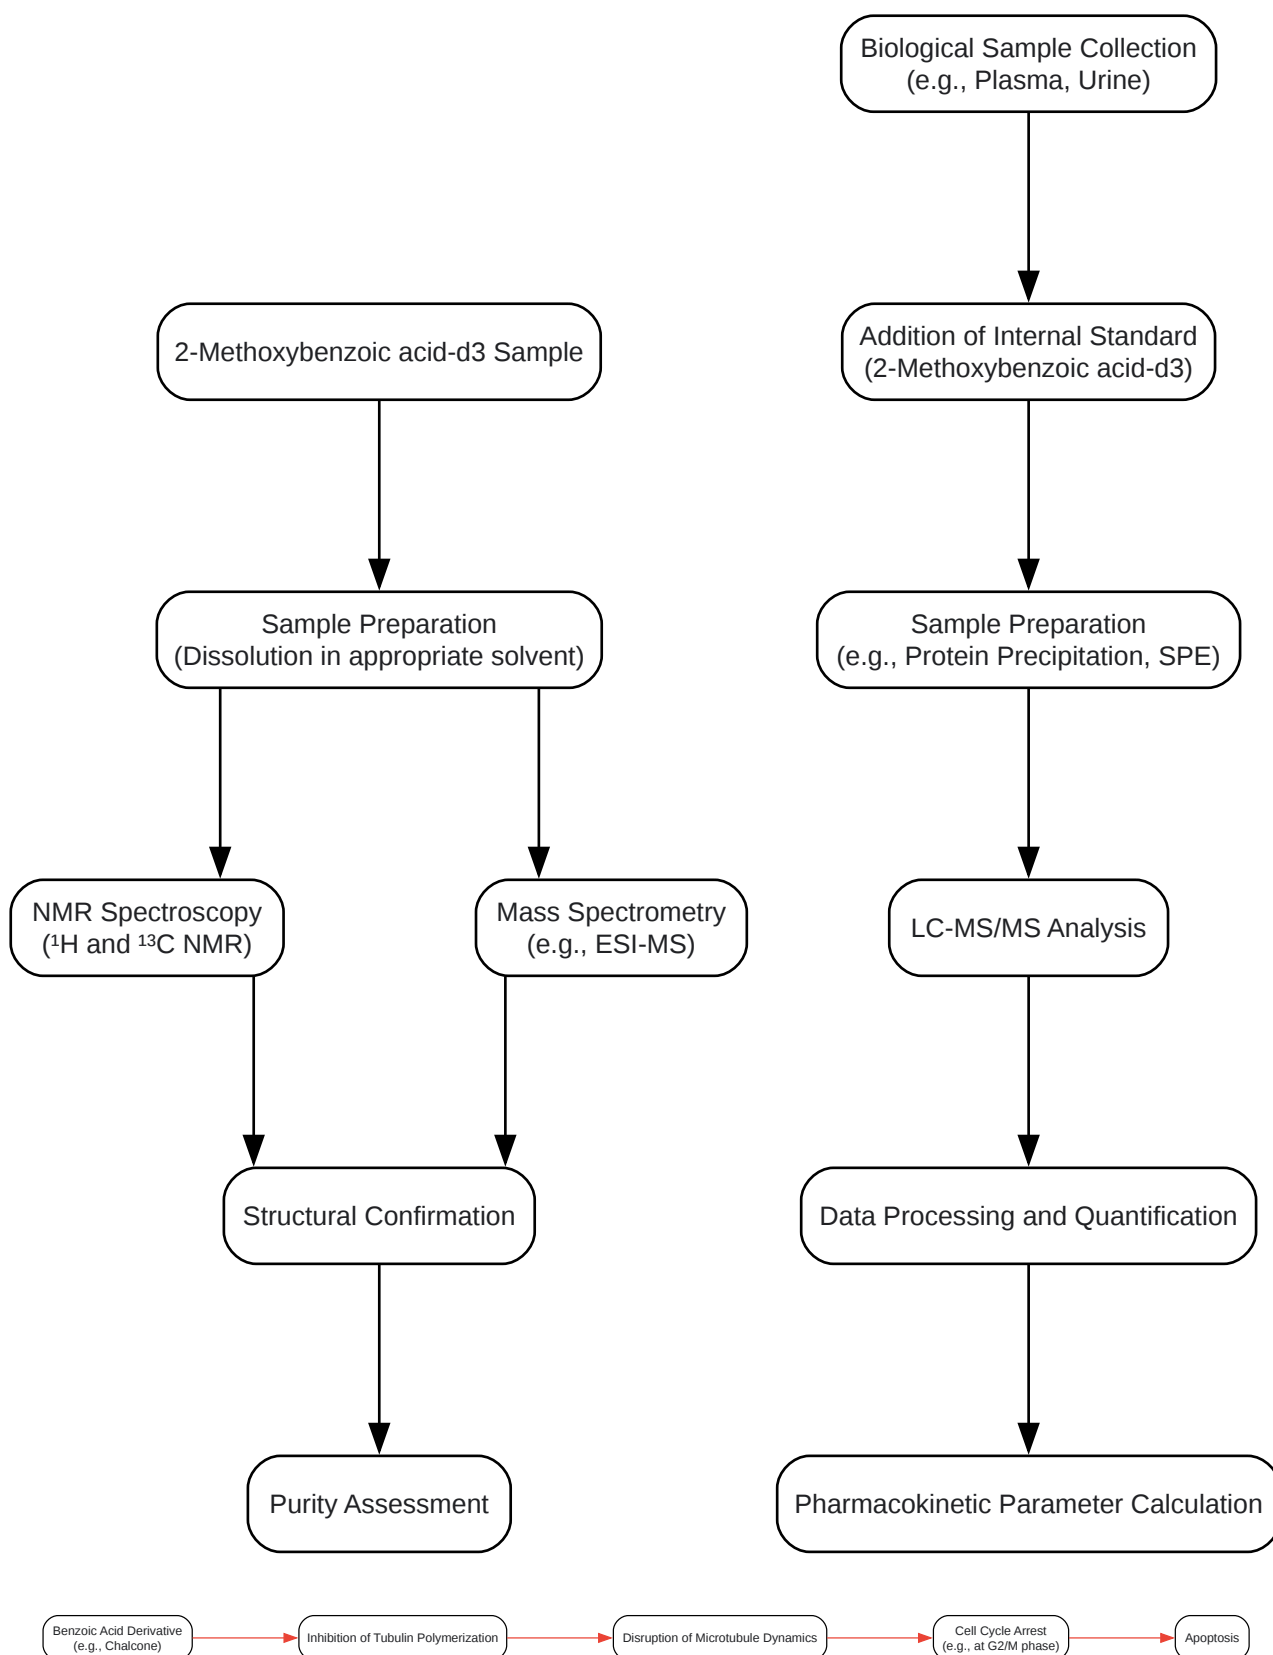 Biological Sample Collection
(e.g., Plasma, Urine)
2-Methoxybenzoic acid-d3 Sample
Addition of Internal Standard
(2-Methoxybenzoic acid-d3)
Sample Preparation
(Dissolution in appropriate solvent)
Sample Preparation
(e.g., Protein Precipitation, SPE)
NMR Spectroscopy
(¹H and ¹³C NMR)
Mass Spectrometry
(e.g., ESI-MS)
LC-MS/MS Analysis
Structural Confirmation
Data Processing and Quantification
Purity Assessment
Pharmacokinetic Parameter Calculation
Benzoic Acid Derivative
(e.g., Chalcone)
Inhibition of Tubulin Polymerization
Disruption of Microtubule Dynamics
Cell Cycle Arrest
(e.g., at G2/M phase)
Apoptosis